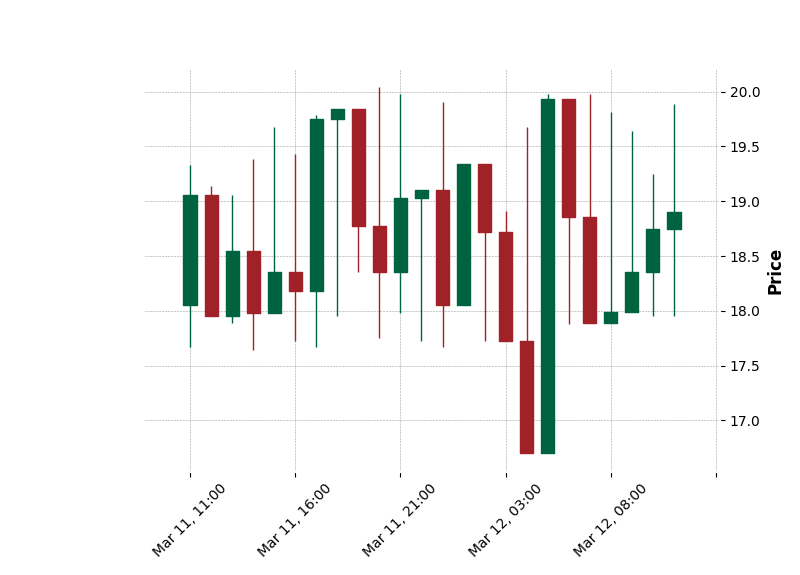 20.0
19.5
19.0
18.5
18.0
17.5
17.0
Price
Mar 11, 11:00
Mar 11, 16:00
Mar 11, 21:00
Mar 12, 03:00
Mar 12, 08:00